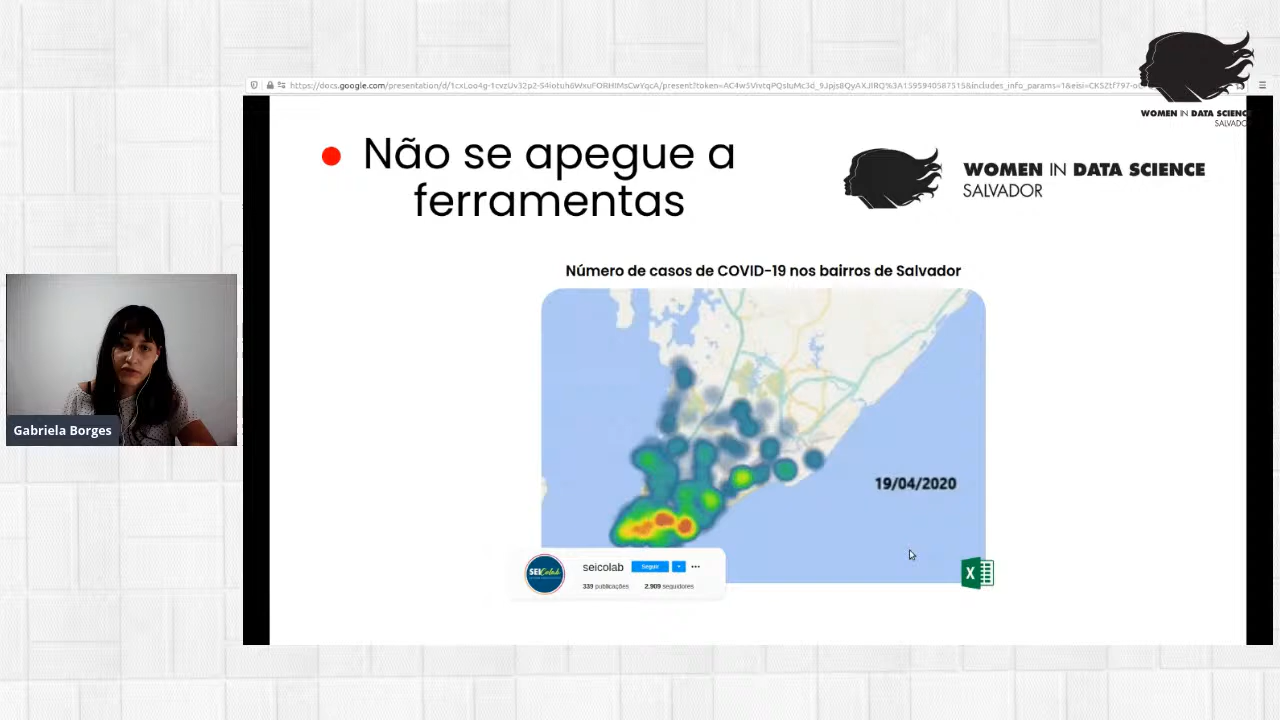 WOMEN IN DATA SCIENCE
SALVADOR
Não se apegue a
ferramentas
WOMEN IN DATA SCIENCE
SALVADOR
Número de casos de COVID-19 nos bairros de Salvador
Gabriela Borges
19/04/2020
SEIColab
seicolab Seguir
339 publicações 2.909 seguidores
X